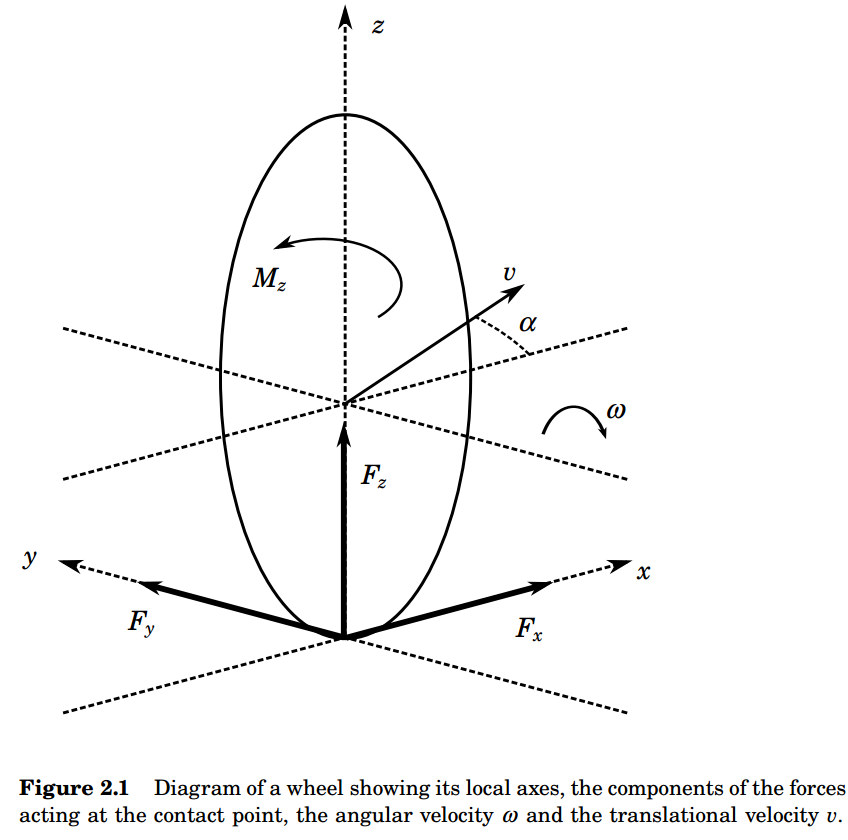 z
M_z
v
α
ω
F_z
y
x
F_y
F_x
Figure 2.1 Diagram of a wheel showing its local axes, the components of the forces
acting at the contact point, the angular velocity ω and the translational velocity v.